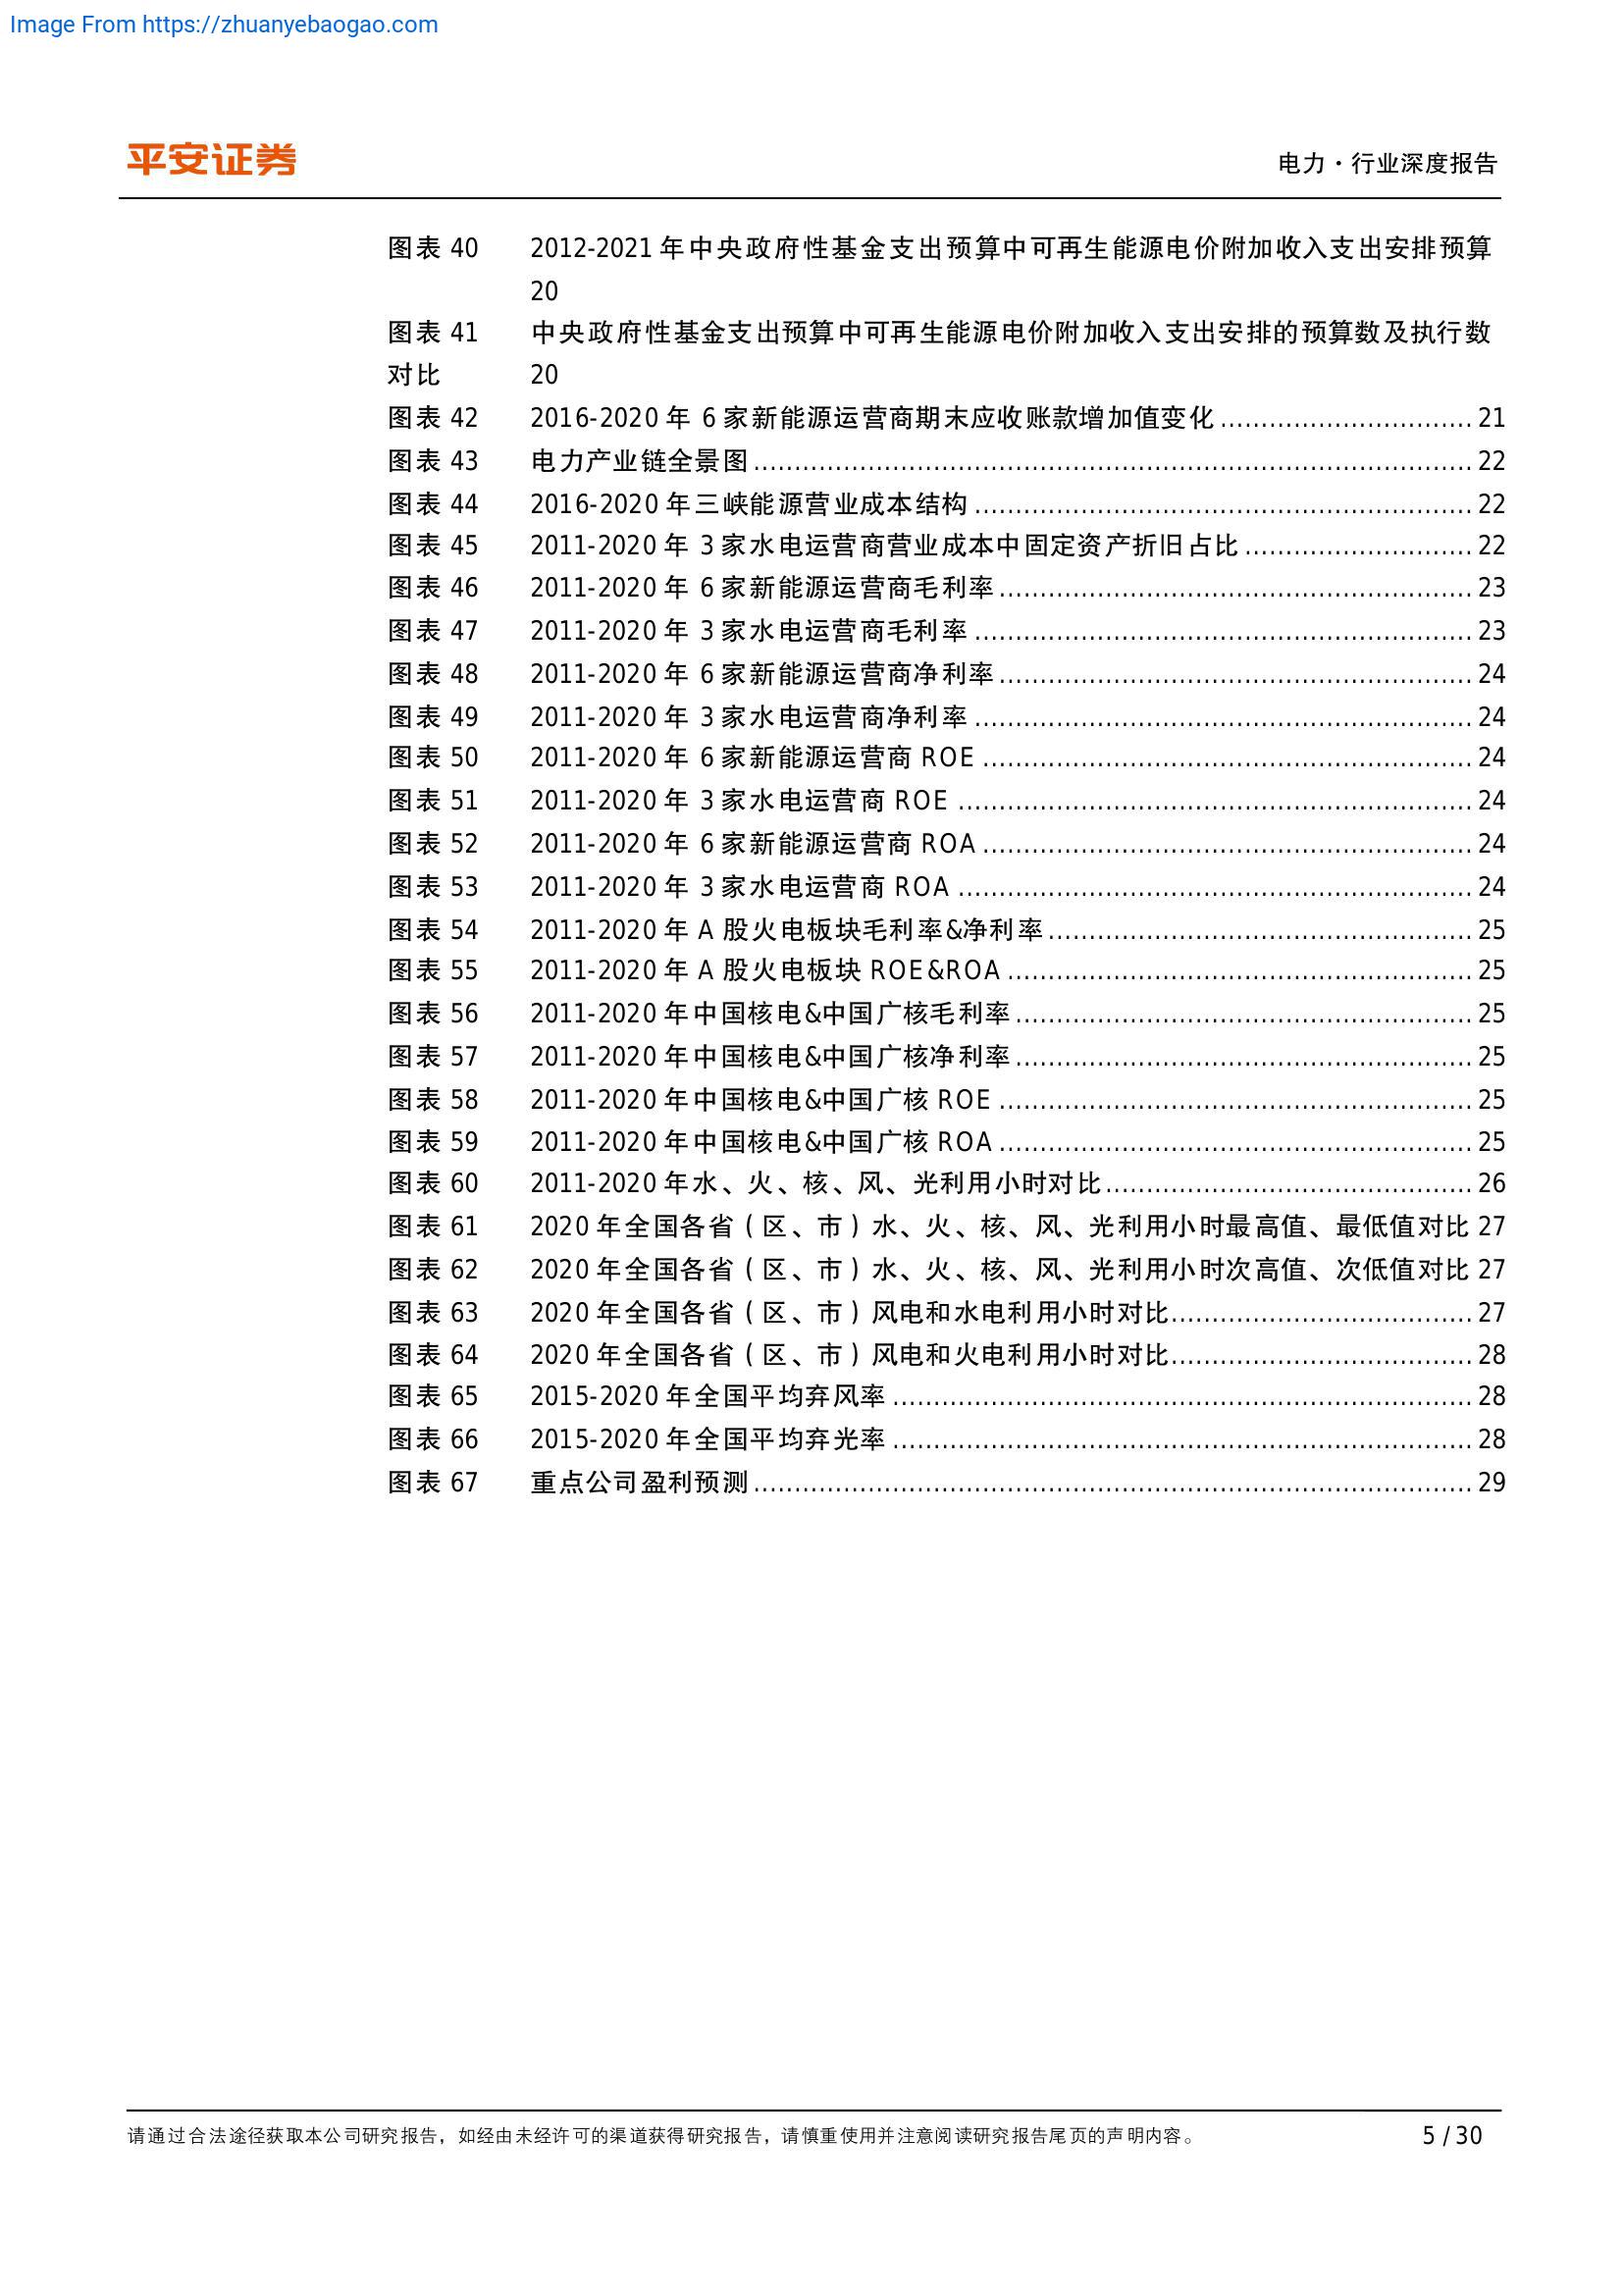 Image From https://zhuanyebaogao.com
平安证券
电力·行业深度报告
图表 40 2012-2021 年中央政府性基金支出预算中可再生能源电价附加收入支出安排预算
20
图表 41 中央政府性基金支出预算中可再生能源电价附加收入支出安排的预算数及执行数
对比 20
图表 42 2016-2020 年 6 家新能源运营商期末应收账款增加值变化 ............................... 21
图表 43 电力产业链全景图 ........................................................................................ 22
图表 44 2016-2020 年三峡能源营业成本结构 ............................................................. 22
图表 45 2011-2020 年 3 家水电运营商营业成本中固定资产折旧占比 ............................ 22
图表 46 2011-2020 年 6 家新能源运营商毛利率 .......................................................... 23
图表 47 2011-2020 年 3 家水电运营商毛利率 ............................................................. 23
图表 48 2011-2020 年 6 家新能源运营商净利率 .......................................................... 24
图表 49 2011-2020 年 3 家水电运营商净利率 ............................................................. 24
图表 50 2011-2020 年 6 家新能源运营商 ROE ............................................................ 24
图表 51 2011-2020 年 3 家水电运营商 ROE ............................................................... 24
图表 52 2011-2020 年 6 家新能源运营商 ROA ............................................................ 24
图表 53 2011-2020 年 3 家水电运营商 ROA ............................................................... 24
图表 54 2011-2020 年 A 股火电板块毛利率&净利率 .................................................... 25
图表 55 2011-2020 年 A 股火电板块 ROE&ROA ......................................................... 25
图表 56 2011-2020 年中国核电&中国广核毛利率 ........................................................ 25
图表 57 2011-2020 年中国核电&中国广核净利率 ........................................................ 25
图表 58 2011-2020 年中国核电&中国广核 ROE .......................................................... 25
图表 59 2011-2020 年中国核电&中国广核 ROA .......................................................... 25
图表 60 2011-2020 年水、火、核、风、光利用小时对比 ............................................. 26
图表 61 2020 年全国各省（区、市）水、火、核、风、光利用小时最高值、最低值对比 27
图表 62 2020 年全国各省（区、市）水、火、核、风、光利用小时次高值、次低值对比 27
图表 63 2020 年全国各省（区、市）风电和水电利用小时对比 ..................................... 27
图表 64 2020 年全国各省（区、市）风电和火电利用小时对比 ..................................... 28
图表 65 2015-2020 年全国平均弃风率 ....................................................................... 28
图表 66 2015-2020 年全国平均弃光率 ....................................................................... 28
图表 67 重点公司盈利预测 ........................................................................................ 29
请通过合法途径获取本公司研究报告，如经由未经许可的渠道获得研究报告，请慎重使用并注意阅读研究报告尾页的声明内容。
5 / 30